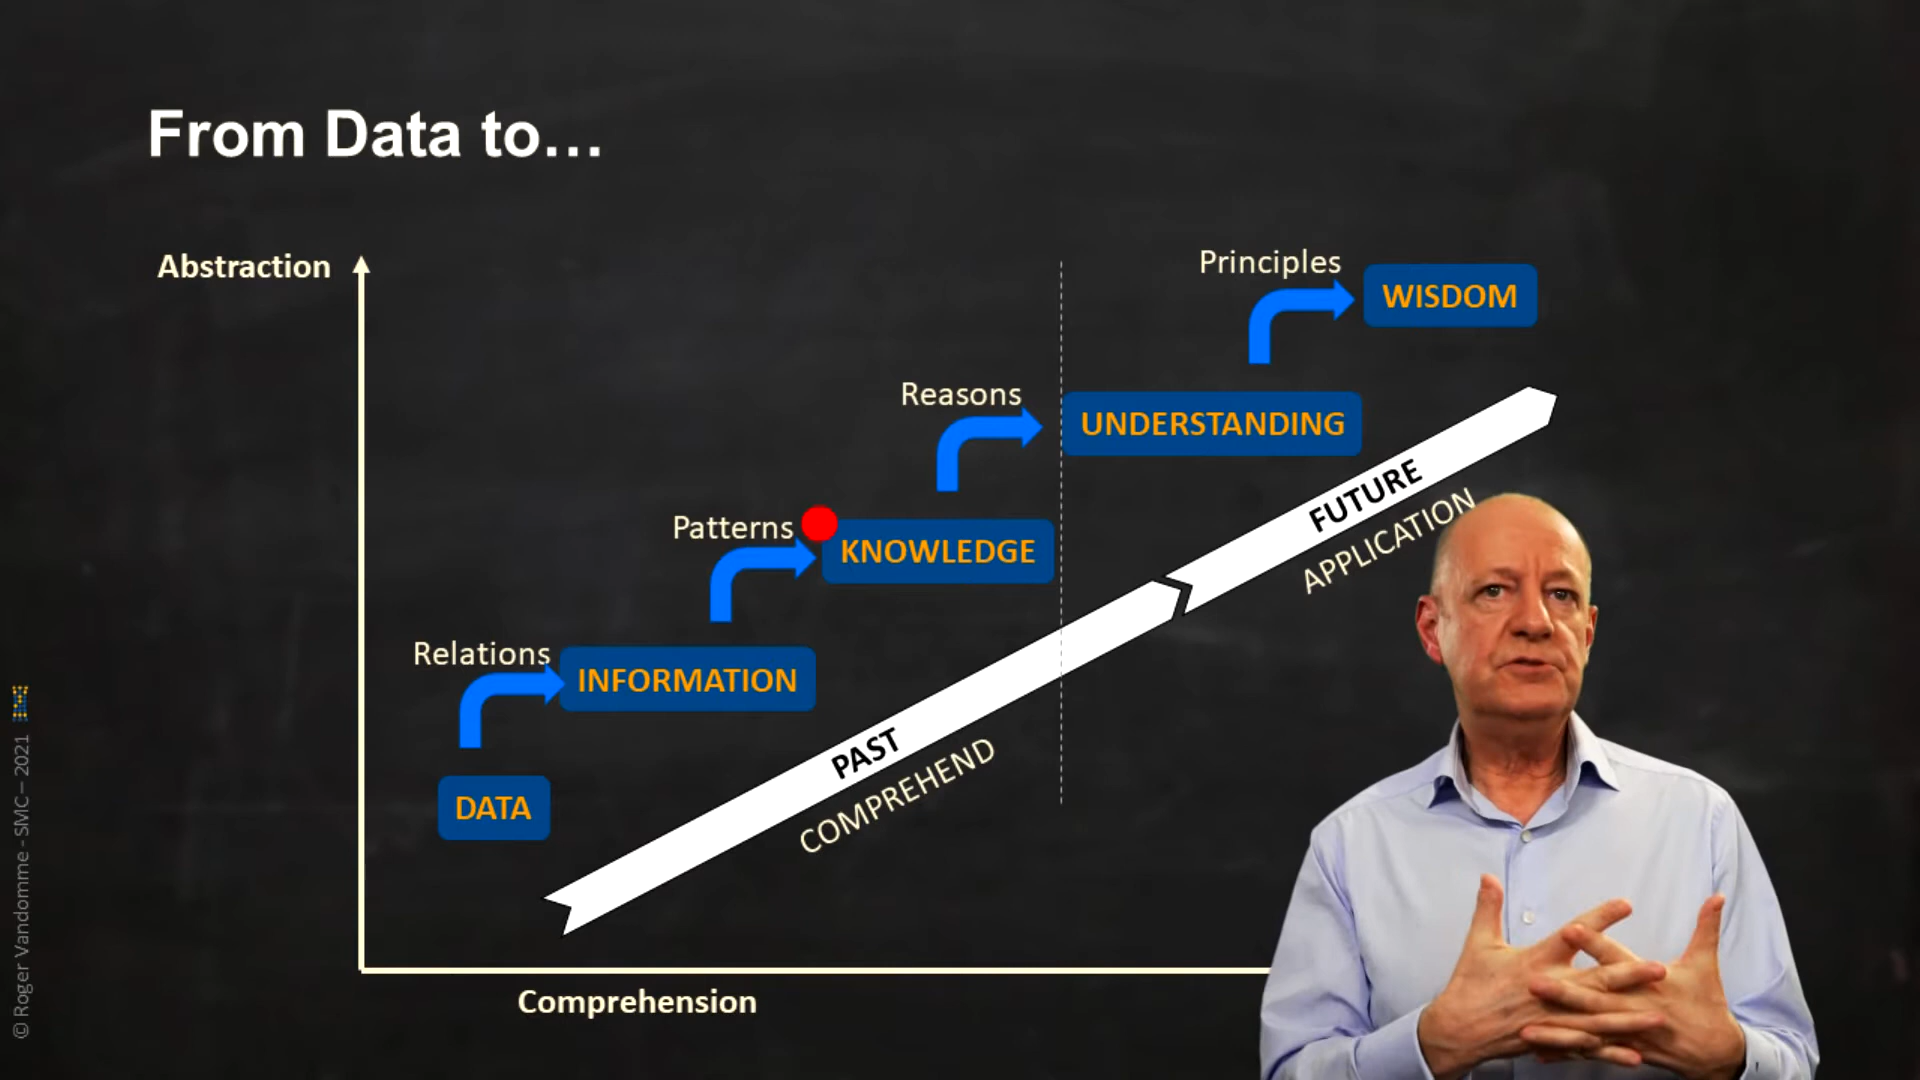 From Data to…
Abstraction
Principles
WISDOM
Reasons
UNDERSTANDING
Patterns
KNOWLEDGE
FUTURE
APPLICATION
Relations
INFORMATION
PAST
COMPREHEND
DATA
Comprehension
© Roger Vandomme - SMC – 2021